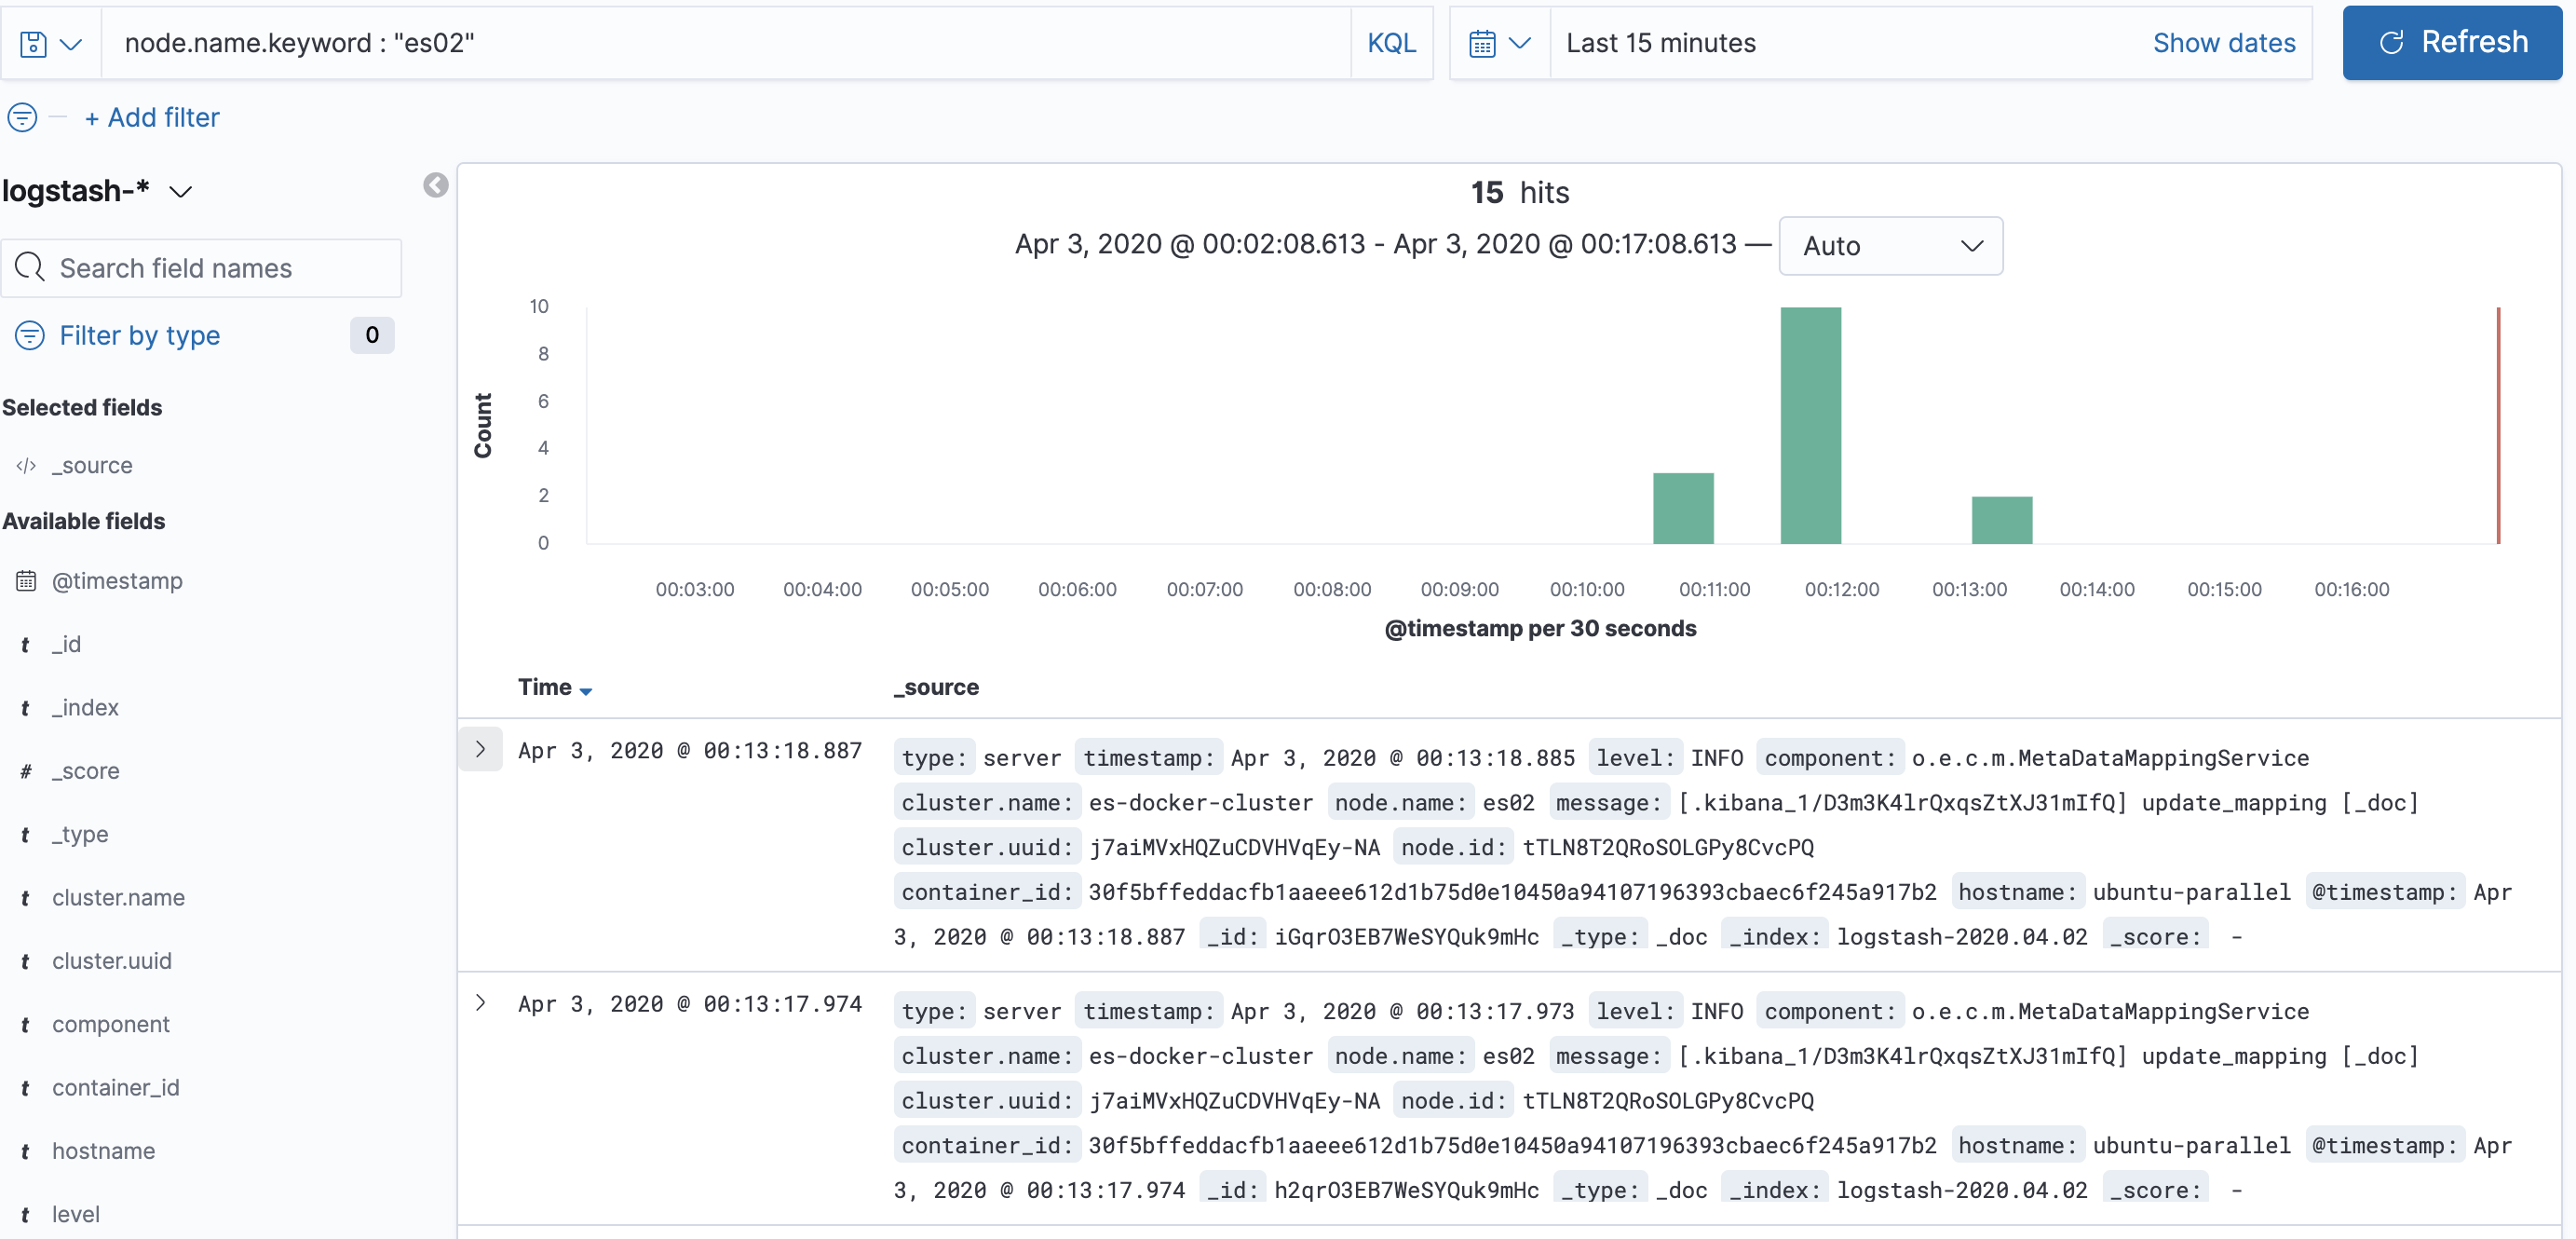 node.name.keyword : "es02" KQL Last 15 minutes Show dates Refresh
+ Add filter
logstash-*
Search field names
Filter by type 0
Selected fields
_source
Available fields
@timestamp
t _id
t _index
# _score
t _type
t cluster.name
t cluster.uuid
t component
t container_id
t hostname
t level
15 hits
Apr 3, 2020 @ 00:02:08.613 - Apr 3, 2020 @ 00:17:08.613 — Auto
Count
10
8
6
4
2
0
00:03:00 00:04:00 00:05:00 00:06:00 00:07:00 00:08:00 00:09:00 00:10:00 00:11:00 00:12:00 00:13:00 00:14:00 00:15:00 00:16:00
@timestamp per 30 seconds
Time _source
Apr 3, 2020 @ 00:13:18.887 type: server timestamp: Apr 3, 2020 @ 00:13:18.885 level: INFO component: o.e.c.m.MetaDataMappingService
cluster.name: es-docker-cluster node.name: es02 message: [.kibana_1/D3m3K4lrQxqsZtXJ31mIfQ] update_mapping [_doc]
cluster.uuid: j7aiMVxHQZuCDVHVqEy-NA node.id: tTLN8T2QRoSOLGPy8CvcPQ
container_id: 30f5bffeddacfb1aaeee612d1b75d0e10450a94107196393cbaec6f245a917b2 hostname: ubuntu-parallel @timestamp: Apr
3, 2020 @ 00:13:18.887 _id: iGqrO3EB7WeSYQuk9mHc _type: _doc _index: logstash-2020.04.02 _score: -
Apr 3, 2020 @ 00:13:17.974 type: server timestamp: Apr 3, 2020 @ 00:13:17.973 level: INFO component: o.e.c.m.MetaDataMappingService
cluster.name: es-docker-cluster node.name: es02 message: [.kibana_1/D3m3K4lrQxqsZtXJ31mIfQ] update_mapping [_doc]
cluster.uuid: j7aiMVxHQZuCDVHVqEy-NA node.id: tTLN8T2QRoSOLGPy8CvcPQ
container_id: 30f5bffeddacfb1aaeee612d1b75d0e10450a94107196393cbaec6f245a917b2 hostname: ubuntu-parallel @timestamp: Apr
3, 2020 @ 00:13:17.974 _id: h2qrO3EB7WeSYQuk9mHc _type: _doc _index: logstash-2020.04.02 _score: -